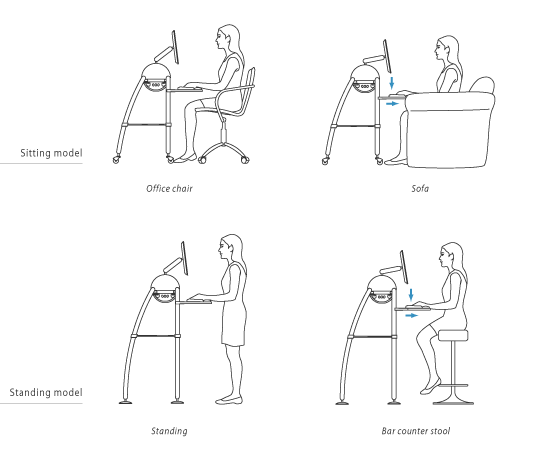 Sitting model
Office chair
Sofa
Standing model
Standing
Bar counter stool